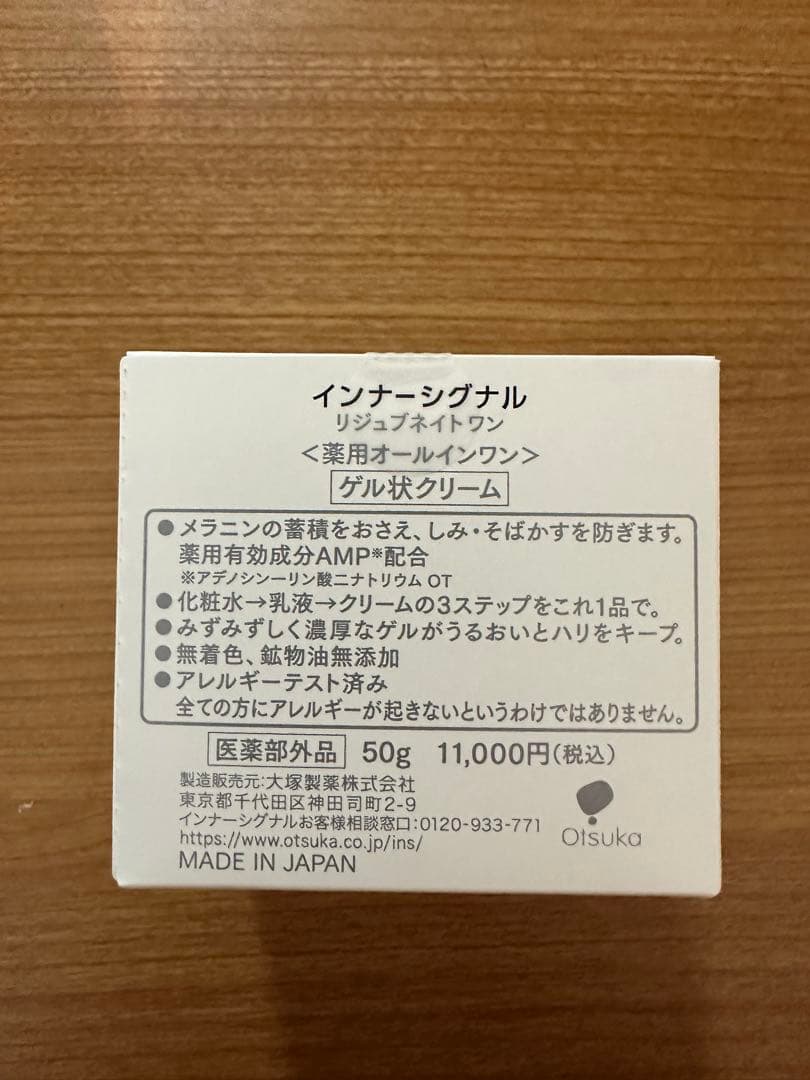 インナーシグナル
リジュブネイトワン
<薬用オールインワン>
ゲル状クリーム
●メラニンの蓄積をおさえ、しみ・そばかすを防ぎます。
薬用有効成分AMP※配合
※アデノシン一リン酸二ナトリウム OT
●化粧水→乳液→クリームの3ステップをこれ1品で。
●みずみずしく濃厚なゲルがうるおいとハリをキープ。
●無着色、鉱物油無添加
●アレルギーテスト済み
全ての方にアレルギーが起きないというわけではありません。
医薬部外品 50g 11,000円(税込)
製造販売元:大塚製薬株式会社
東京都千代田区神田司町2-9
インナーシグナルお客様相談窓口:0120-933-771
https://www.otsuka.co.jp/ins/
MADE IN JAPAN
Otsuka